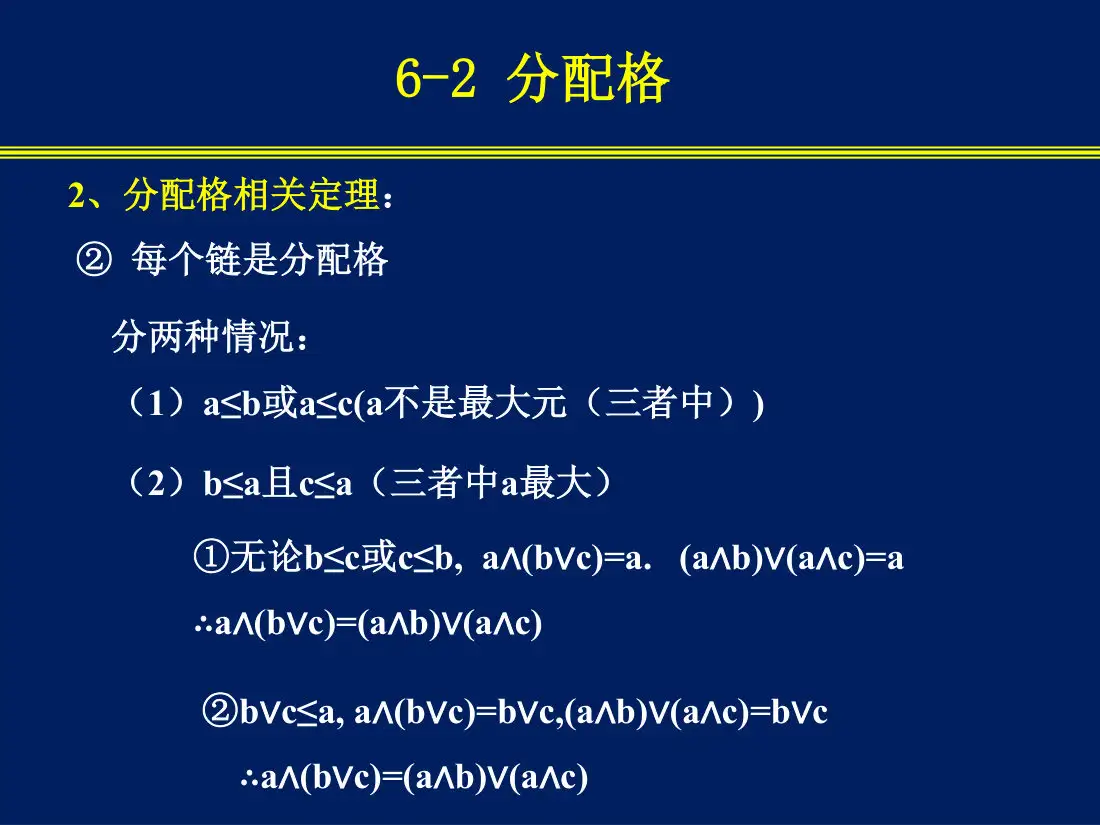 6-2 分配格
2、分配格相关定理：
② 每个链是分配格
分两种情况：
（1）a≤b或a≤c(a不是最大元（三者中）)
（2）b≤a且c≤a（三者中a最大）
①无论b≤c或c≤b, a∧(b∨c)=a. (a∧b)∨(a∧c)=a
∴a∧(b∨c)=(a∧b)∨(a∧c)
②b∨c≤a, a∧(b∨c)=b∨c,(a∧b)∨(a∧c)=b∨c
∴a∧(b∨c)=(a∧b)∨(a∧c)